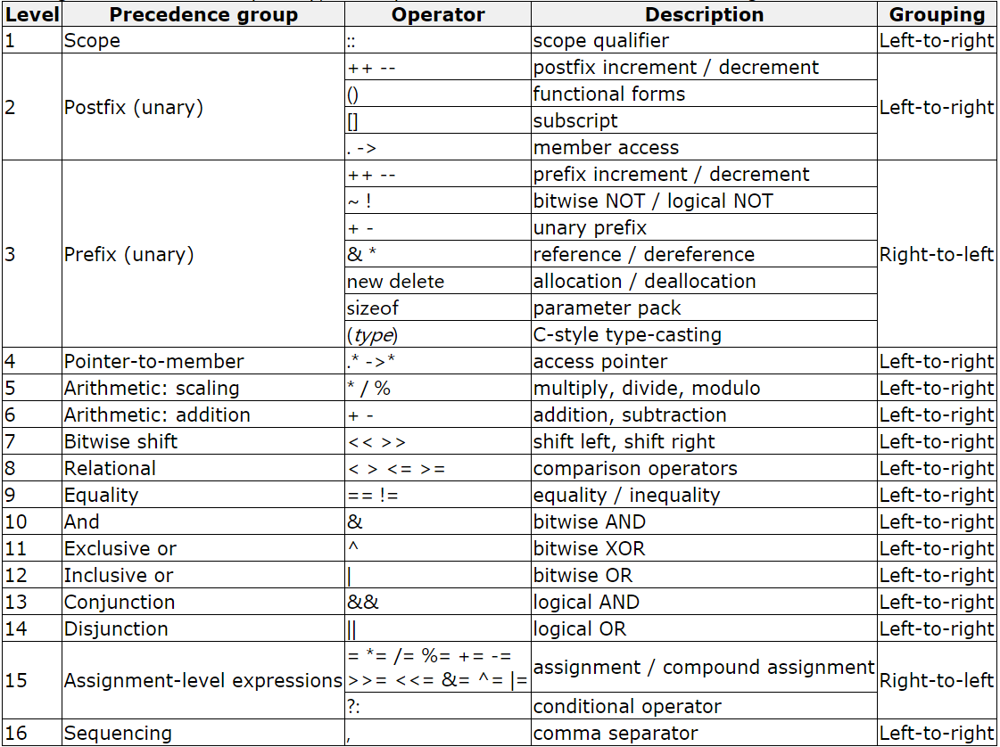 Level Precedence group Operator Description Grouping
1 Scope :: scope qualifier Left-to-right
2 Postfix (unary) ++ -- postfix increment / decrement Left-to-right
() functional forms
[] subscript
. -> member access
3 Prefix (unary) ++ -- prefix increment / decrement Right-to-left
~ ! bitwise NOT / logical NOT
+ - unary prefix
& * reference / dereference
new delete allocation / deallocation
sizeof parameter pack
(type) C-style type-casting
4 Pointer-to-member .* ->* access pointer Left-to-right
5 Arithmetic: scaling * / % multiply, divide, modulo Left-to-right
6 Arithmetic: addition + - addition, subtraction Left-to-right
7 Bitwise shift << >> shift left, shift right Left-to-right
8 Relational < > <= >= comparison operators Left-to-right
9 Equality == != equality / inequality Left-to-right
10 And & bitwise AND Left-to-right
11 Exclusive or ^ bitwise XOR Left-to-right
12 Inclusive or | bitwise OR Left-to-right
13 Conjunction && logical AND Left-to-right
14 Disjunction || logical OR Left-to-right
15 Assignment-level expressions = *= /= %= += -= assignment / compound assignment Right-to-left
>>= <<= &= ^= |=
?: conditional operator
16 Sequencing , comma separator Left-to-right